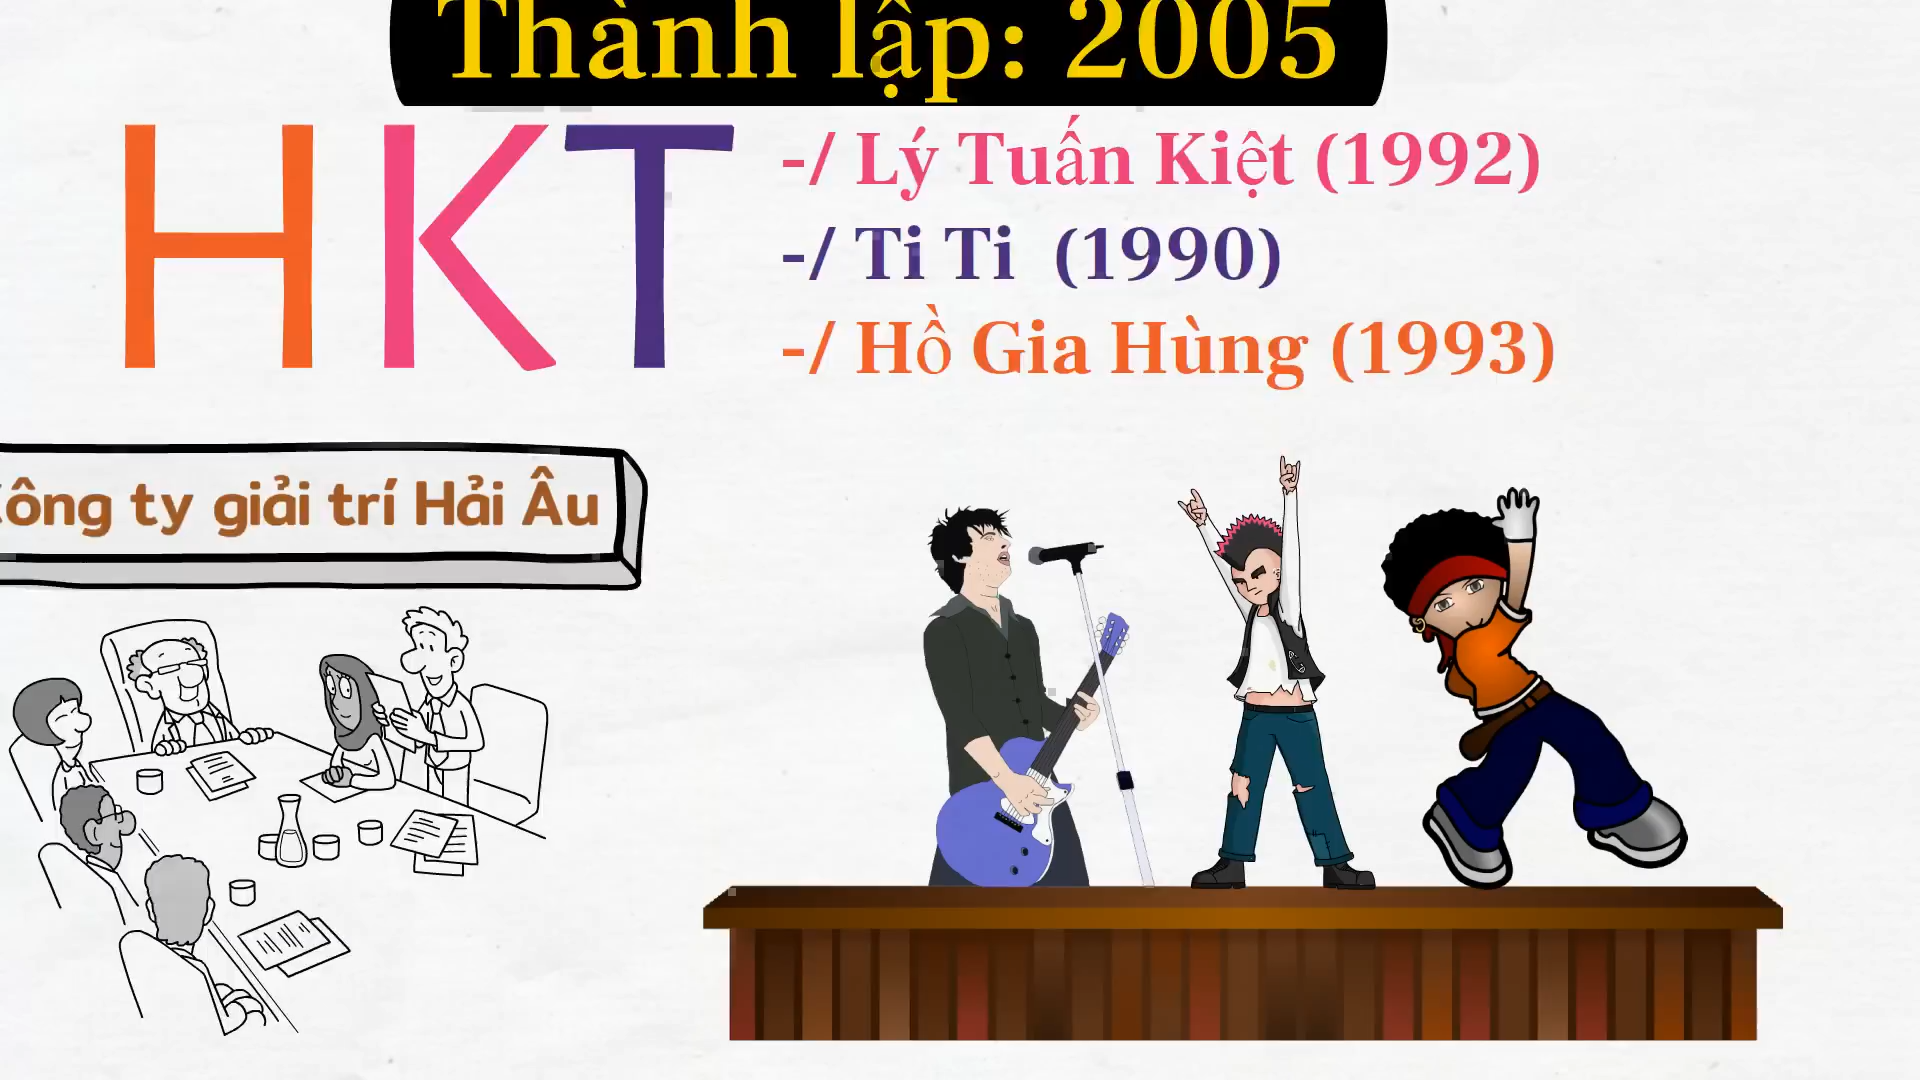 Thành lập: 2005
HKT
-/ Lý Tuấn Kiệt (1992)
-/ Ti Ti (1990)
-/ Hồ Gia Hùng (1993)
Công ty giải trí Hải Âu